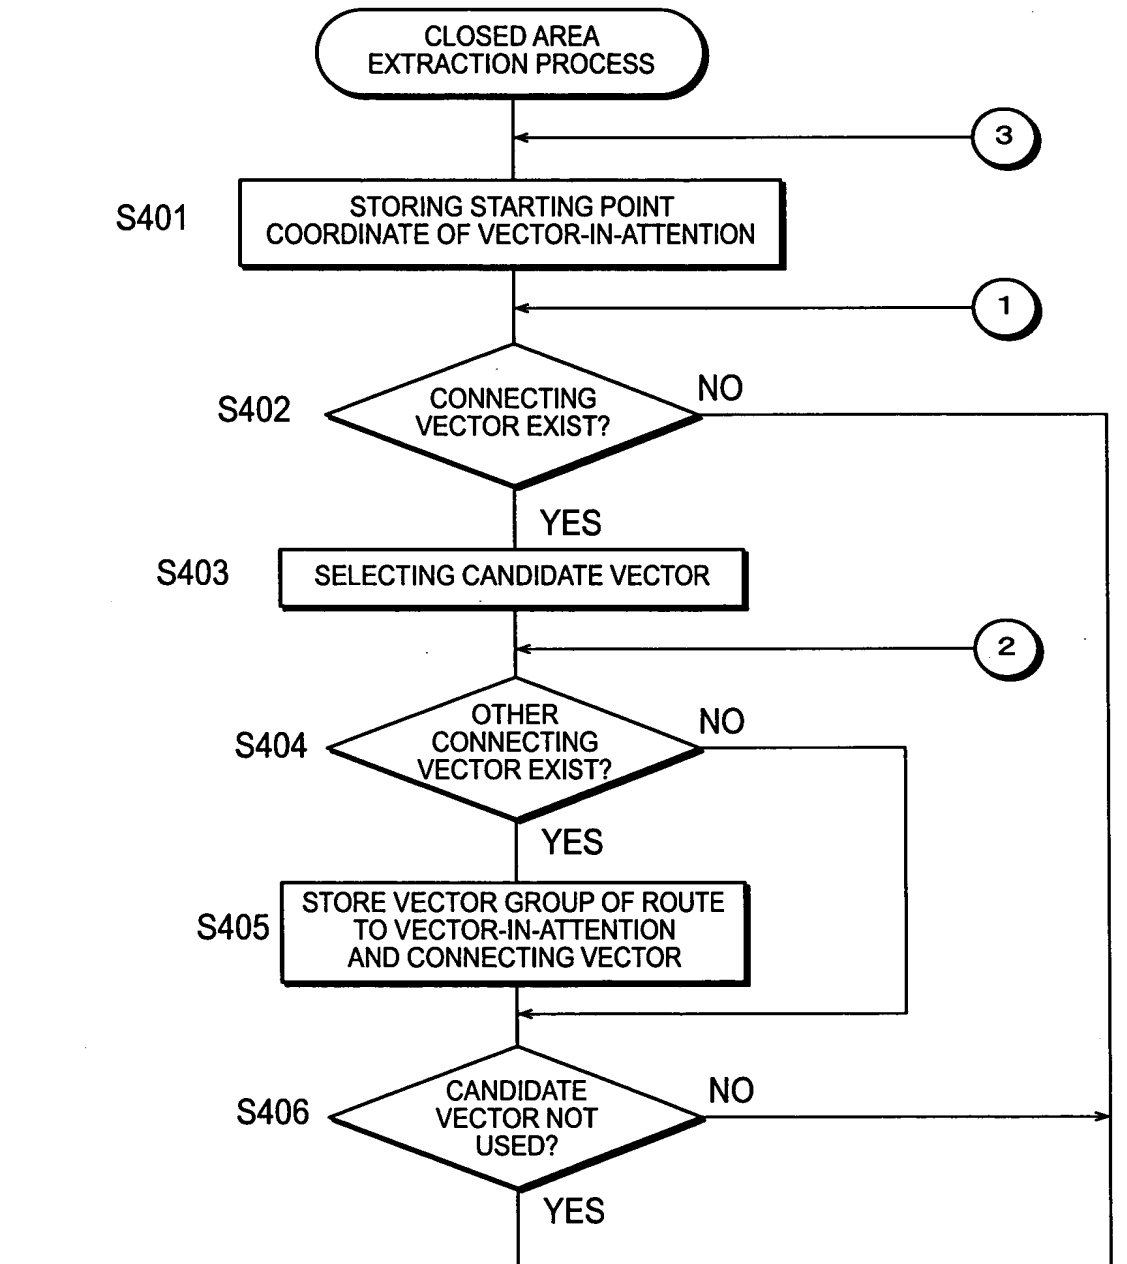 CLOSED AREA
EXTRACTION PROCESS
3
S401
STORING STARTING POINT
COORDINATE OF VECTOR-IN-ATTENTION
1
S402
CONNECTING
VECTOR EXIST?
NO
YES
S403
SELECTING CANDIDATE VECTOR
2
S404
OTHER
CONNECTING
VECTOR EXIST?
NO
YES
S405
STORE VECTOR GROUP OF ROUTE
TO VECTOR-IN-ATTENTION
AND CONNECTING VECTOR
S406
CANDIDATE
VECTOR NOT
USED?
NO
YES